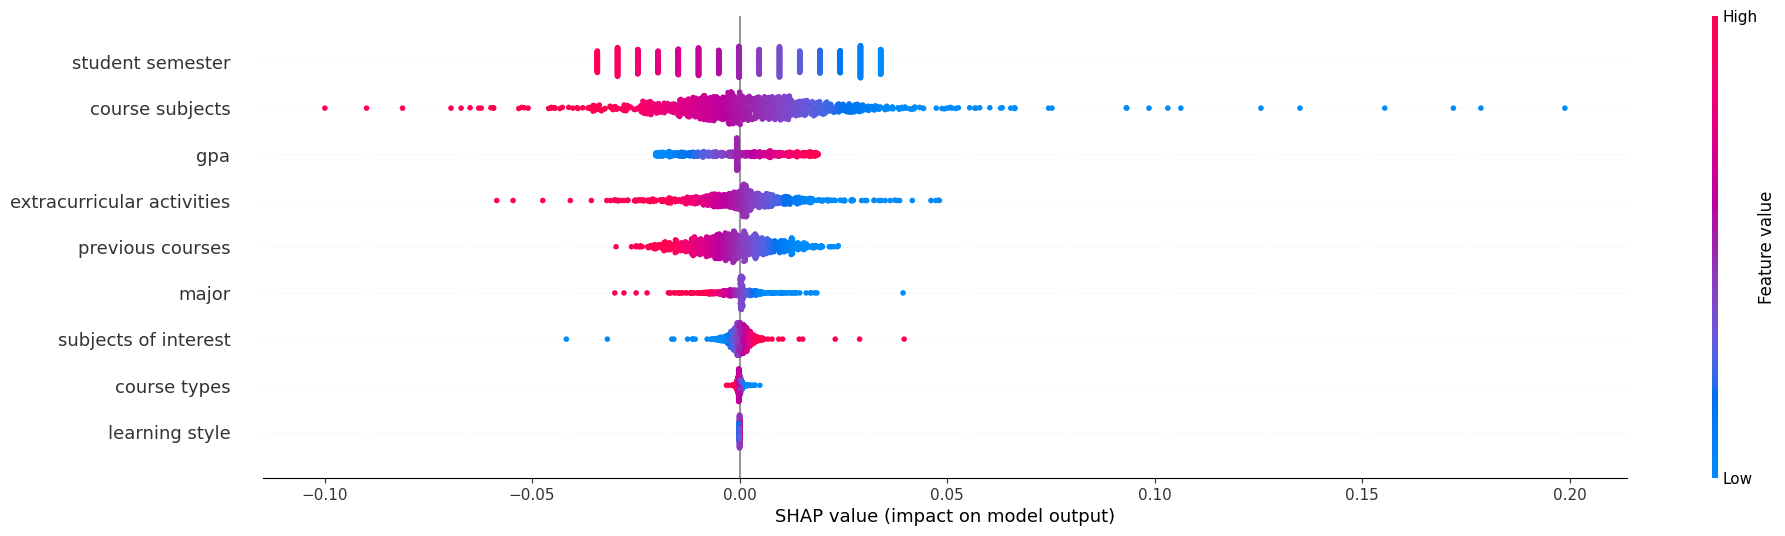 High
student semester
course subjects
gpa
extracurricular activities
previous courses
major
subjects of interest
course types
learning style
Feature value
Low
−0.10 −0.05 0.00 0.05 0.10 0.15 0.20
SHAP value (impact on model output)